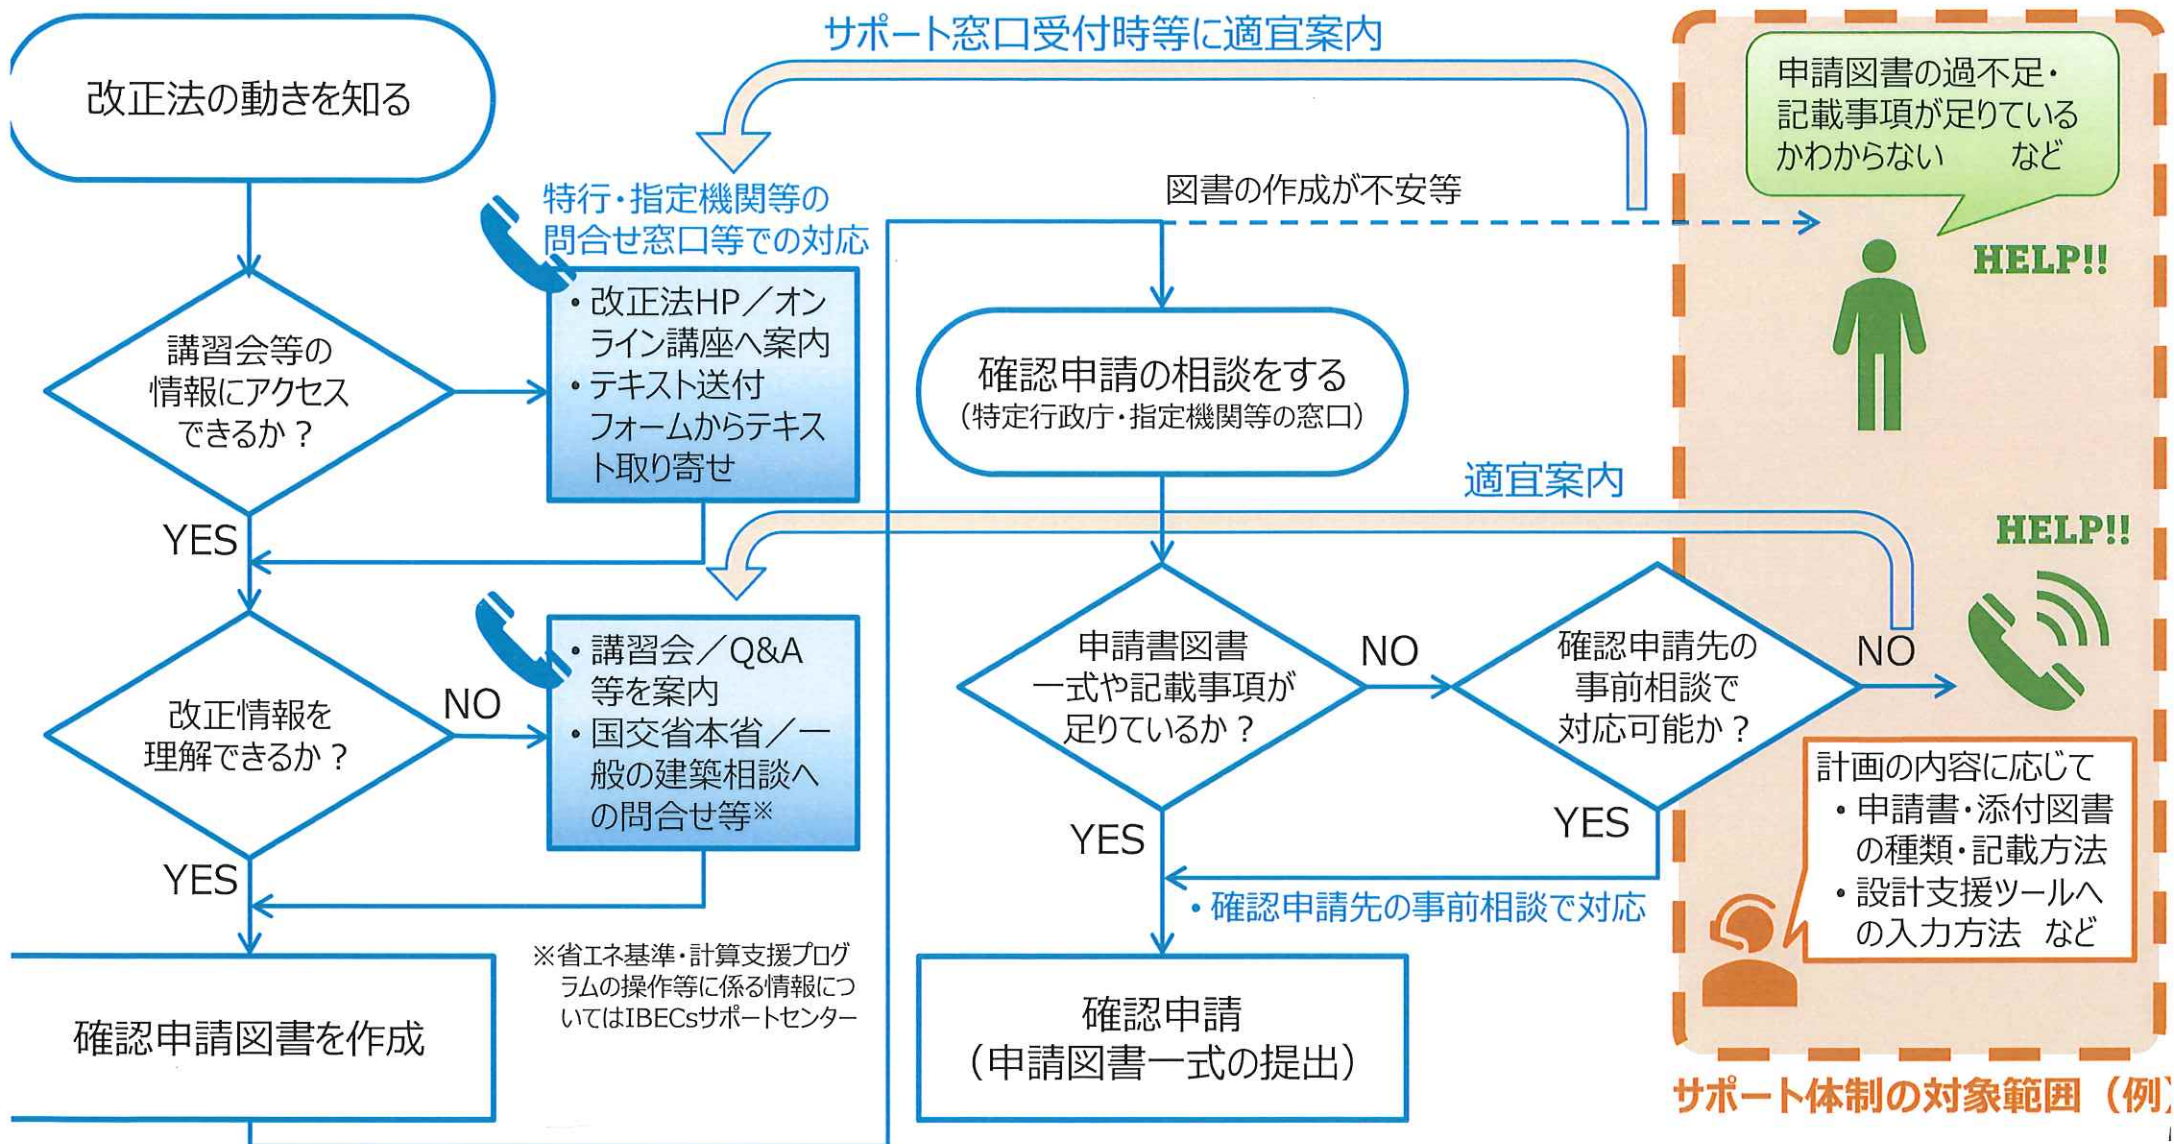 改正法の動きを知る
講習会等の
情報にアクセス
できるか？
YES
改正情報を
理解できるか？
NO
YES
確認申請図書を作成
サポート窓口受付時等に適宜案内
特行・指定機関等の
問合せ窓口等での対応
・改正法HP／オン
ライン講座へ案内
・テキスト送付
フォームからテキス
ト取り寄せ
・講習会／Q&A
等を案内
・国交省本省／一
般の建築相談へ
の問合せ等※
※省エネ基準・計算支援プログ
ラムの操作等に係る情報につ
いてはIBECsサポートセンター
図書の作成が不安等
確認申請の相談をする
（特定行政庁・指定機関等の窓口）
適宜案内
申請書図書
一式や記載事項が
足りているか？
NO
YES
確認申請先の
事前相談で
対応可能か？
NO
YES
・確認申請先の事前相談で対応
確認申請
（申請図書一式の提出）
申請図書の過不足・
記載事項が足りている
かわからない　など
HELP!!
HELP!!
計画の内容に応じて
・申請書・添付図書
の種類・記載方法
・設計支援ツールへ
の入力方法　など
サポート体制の対象範囲（例）